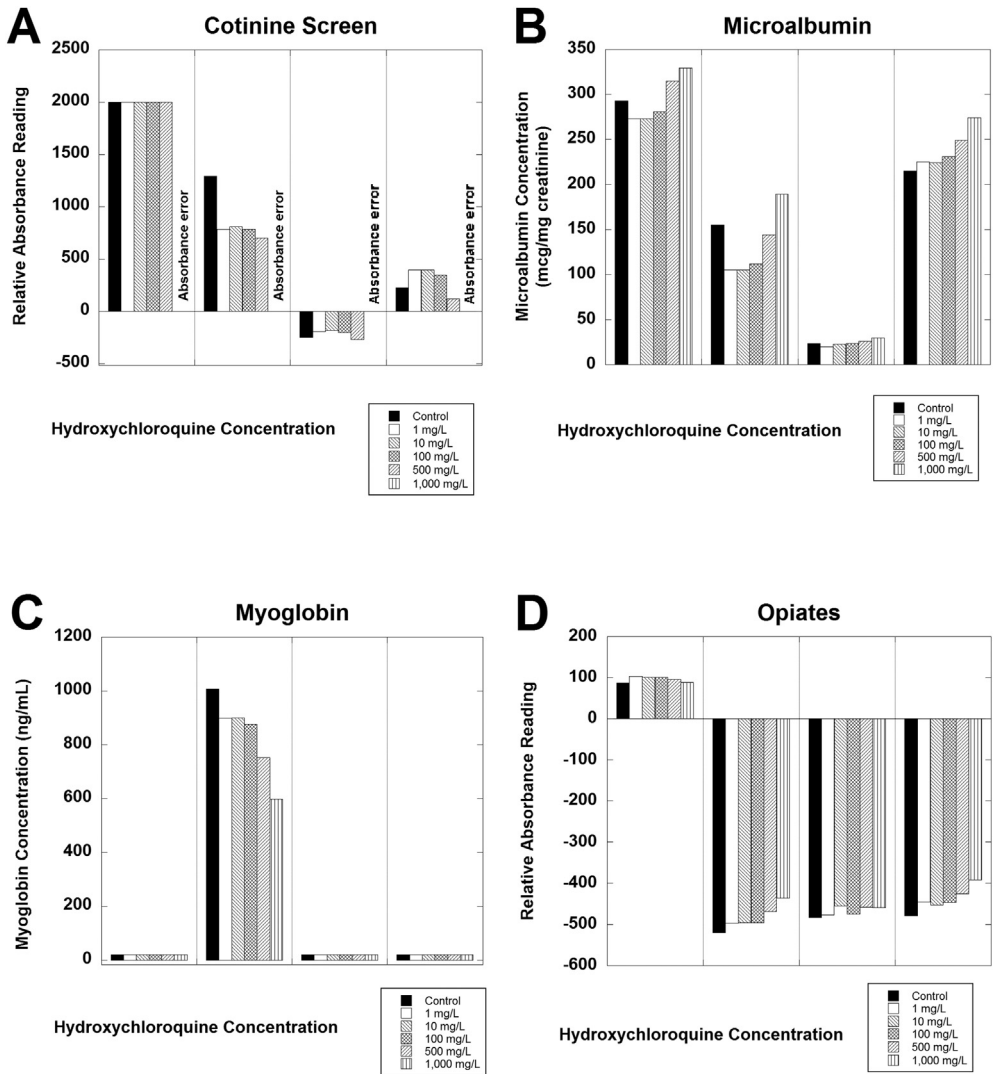 A
Cotinine Screen
Relative Absorbance Reading
2500
2000
1500
1000
500
0
-500
Absorbance error
Absorbance error
Absorbance error
Absorbance error
Hydroxychloroquine Concentration
Control
1 mg/L
10 mg/L
100 mg/L
500 mg/L
1,000 mg/L
B
Microalbumin
Microalbumin Concentration
(mcg/mg creatinine)
350
300
250
200
150
100
50
0
Hydroxychloroquine Concentration
Control
1 mg/L
10 mg/L
100 mg/L
500 mg/L
1,000 mg/L
C
Myoglobin
Myoglobin Concentration (ng/mL)
1200
1000
800
600
400
200
0
Hydroxychloroquine Concentration
Control
1 mg/L
10 mg/L
100 mg/L
500 mg/L
1,000 mg/L
D
Opiates
Relative Absorbance Reading
200
100
0
-100
-200
-300
-400
-500
-600
Hydroxychloroquine Concentration
Control
1 mg/L
10 mg/L
100 mg/L
500 mg/L
1,000 mg/L